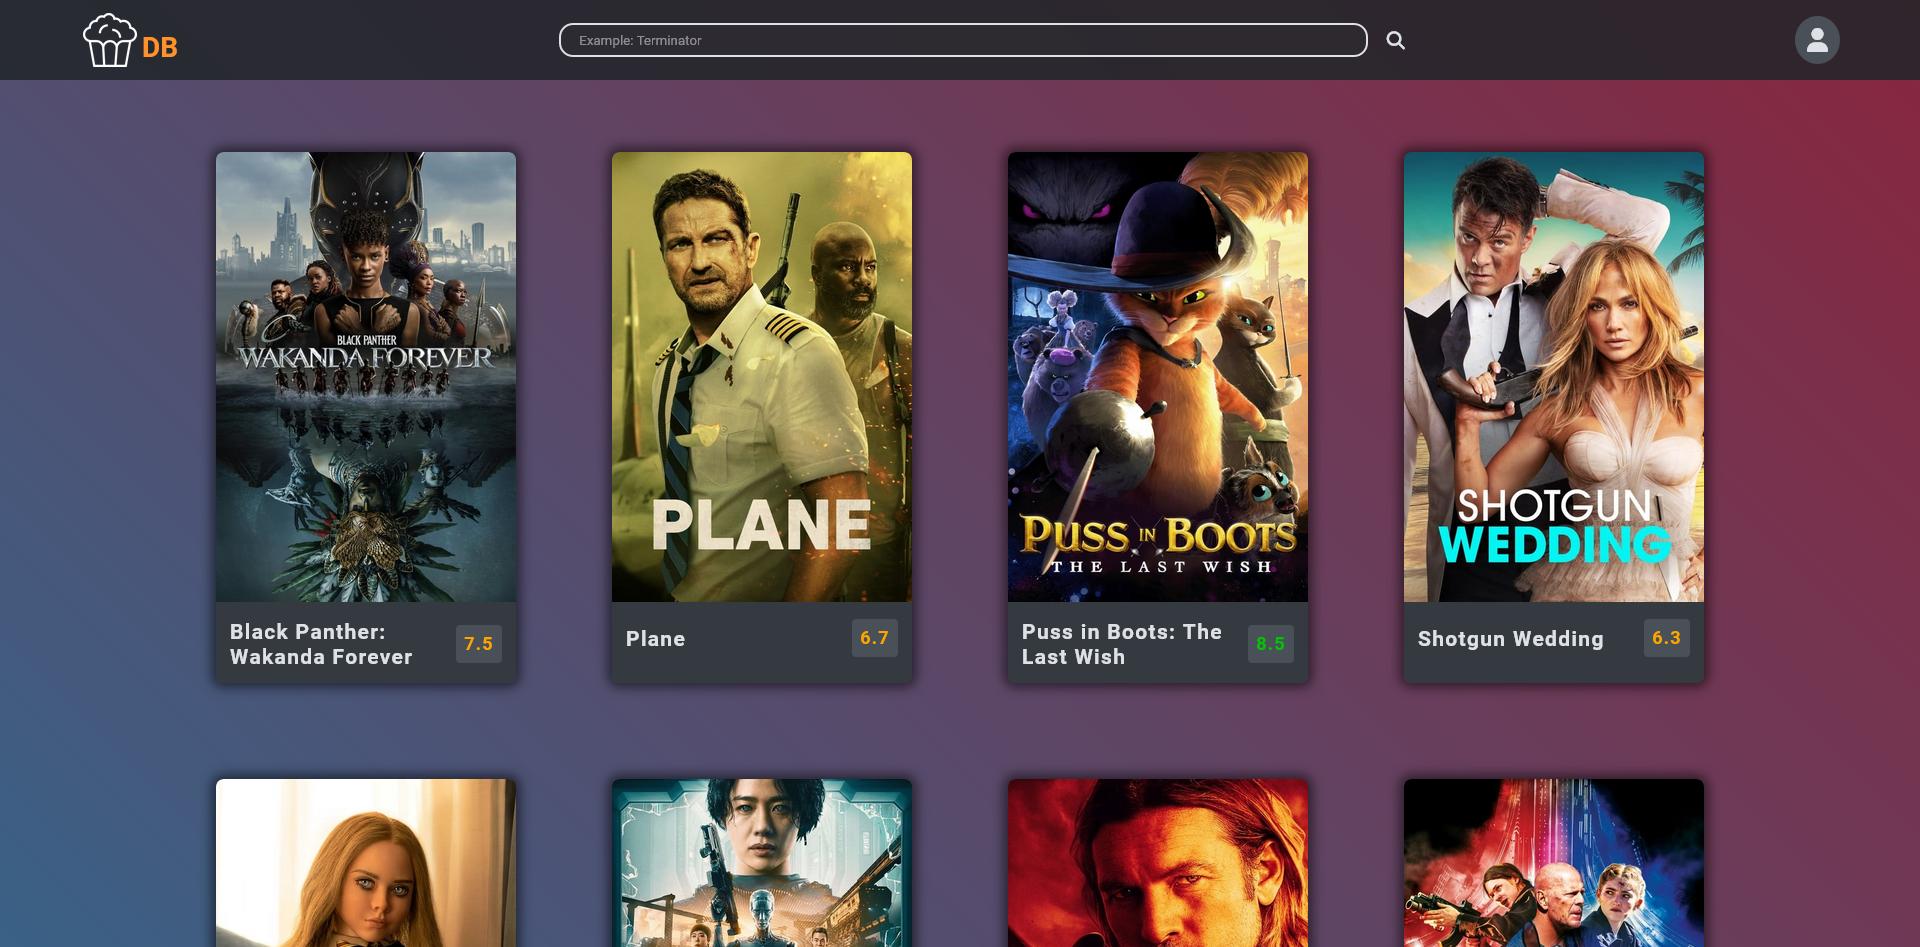 DB
Example: Terminator
BLACK PANTHER
WAKANDA FOREVER
PLANE
PUSS IN BOOTS
THE LAST WISH
SHOTGUN
WEDDING
Black Panther:
Wakanda Forever
7.5
Plane
6.7
Puss in Boots: The
Last Wish
8.5
Shotgun Wedding
6.3